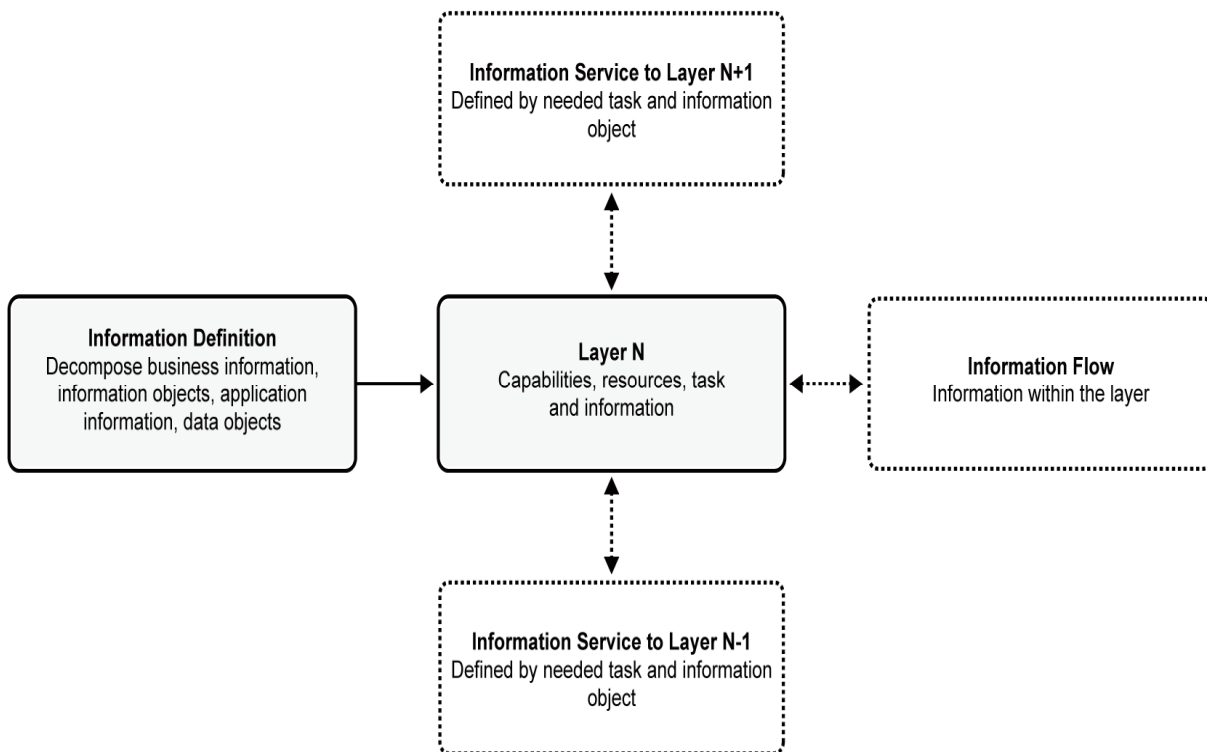 Information Service to Layer N+1
Defined by needed task and information
object
Information Definition
Decompose business information,
information objects, application
information, data objects
Layer N
Capabilities, resources, task
and information
Information Flow
Information within the layer
Information Service to Layer N-1
Defined by needed task and information
object